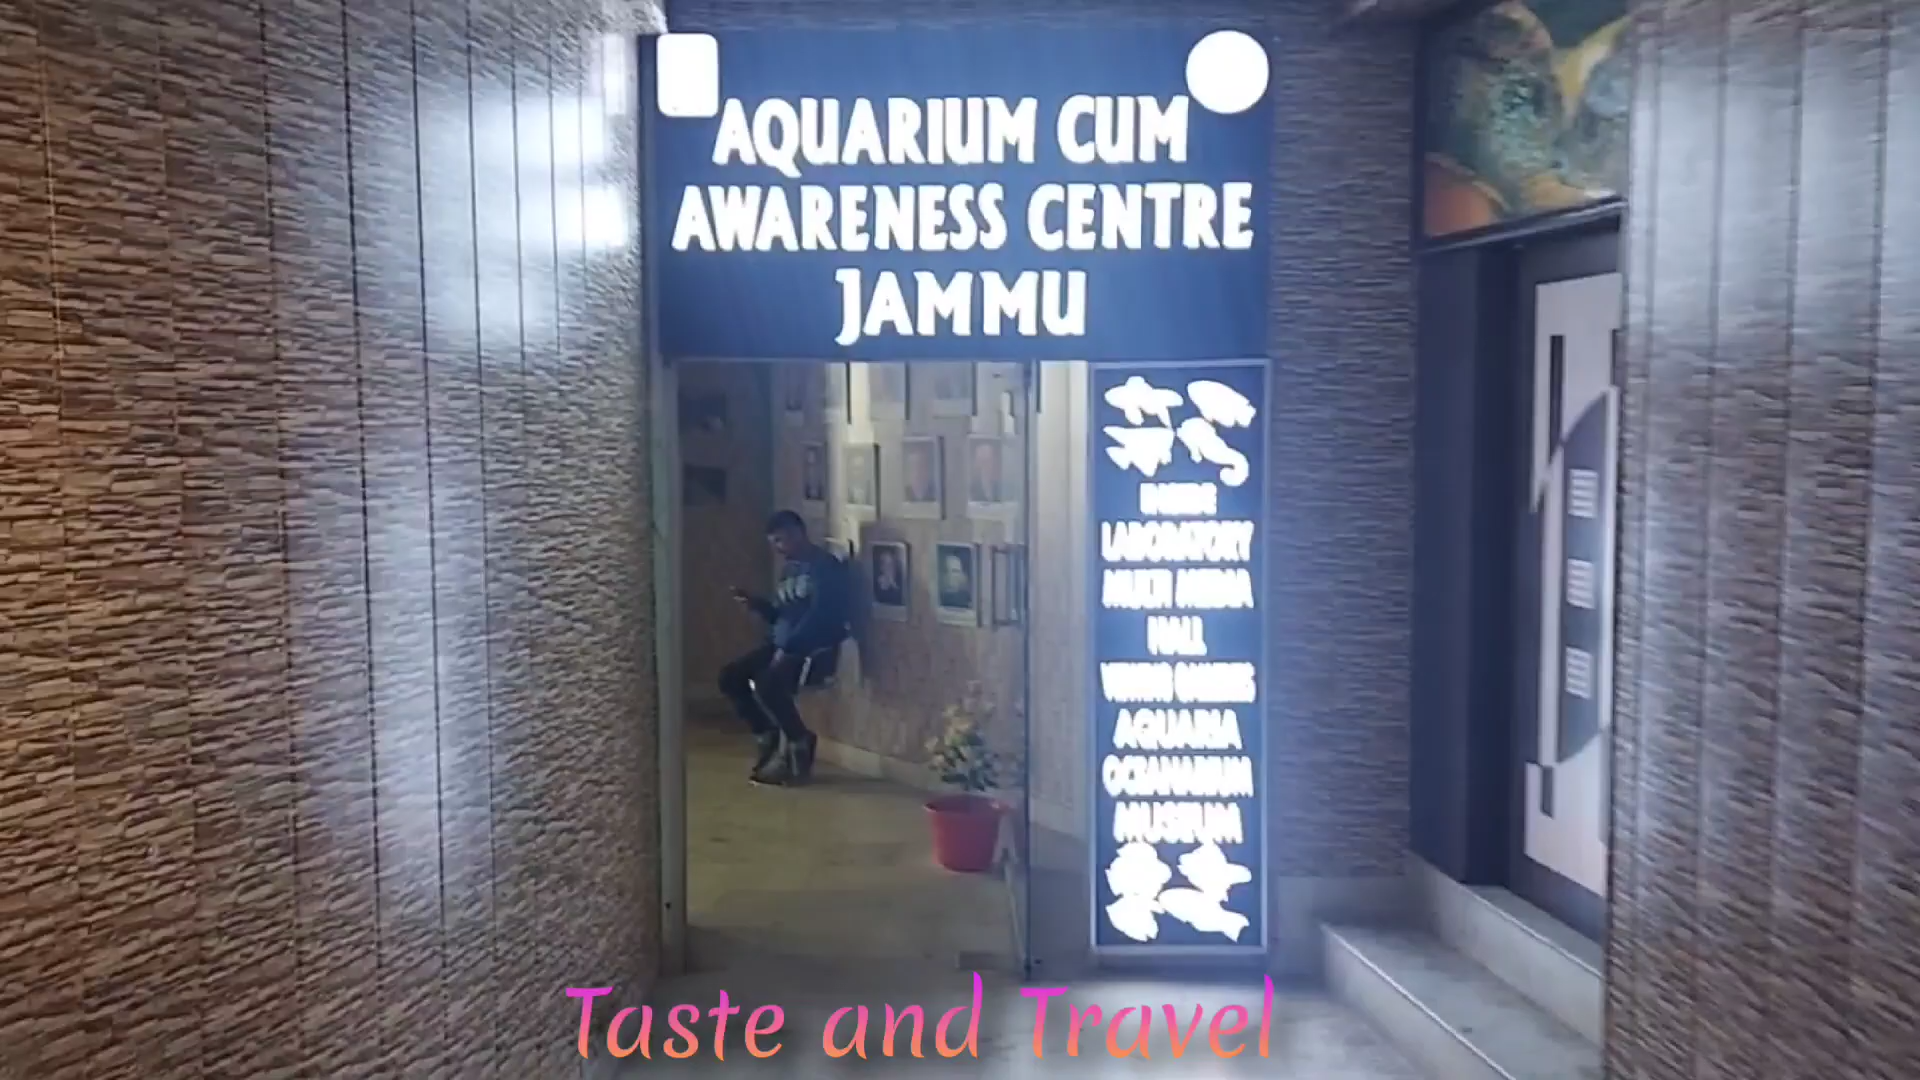 AQUARIUM CUM
AWARENESS CENTRE
JAMMU
LABORATORY
MULTI MEDIA
HALL
AQUARIA
OCEANARIUM
MUSEUM
Taste and Travel